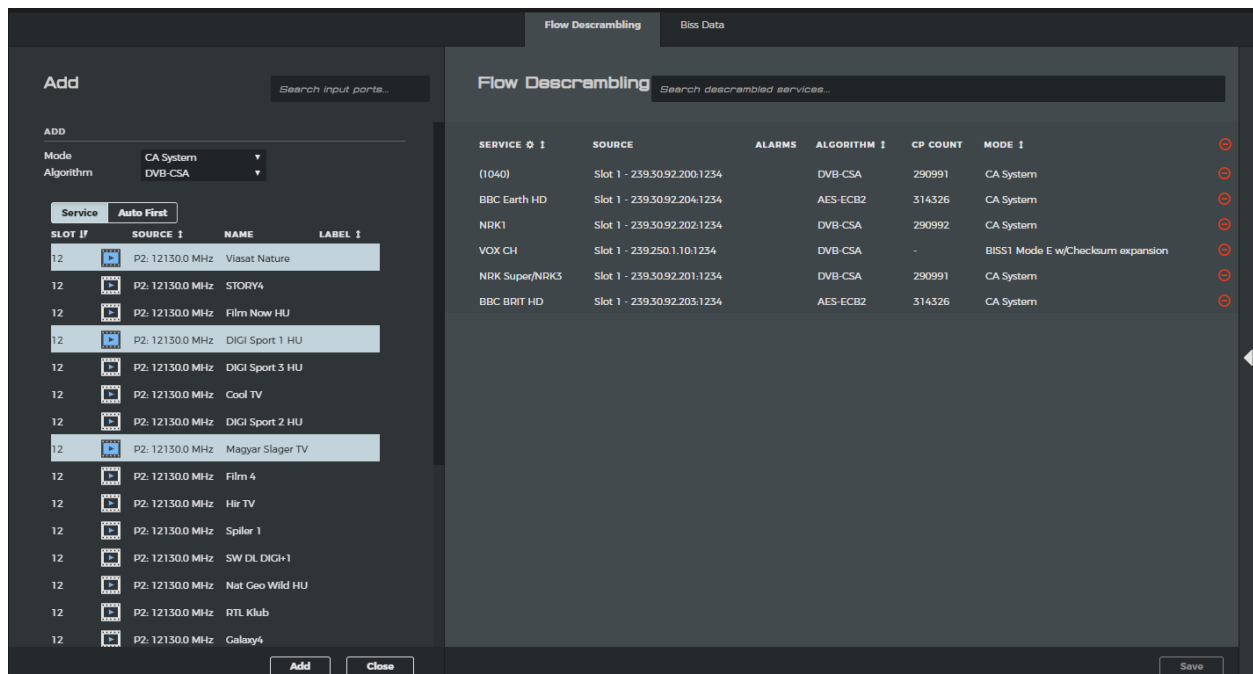 Flow Descrambling Biss Data
Add
Search input ports...
ADD
Mode CA System
Algorithm DVB-CSA
Service Auto First
SLOT SOURCE NAME LABEL
12 P2: 12130.0 MHz Viasat Nature
12 P2: 12130.0 MHz STORY4
12 P2: 12130.0 MHz Film Now HU
12 P2: 12130.0 MHz DIGI Sport 1 HU
12 P2: 12130.0 MHz DIGI Sport 3 HU
12 P2: 12130.0 MHz Cool TV
12 P2: 12130.0 MHz DIGI Sport 2 HU
12 P2: 12130.0 MHz Magyar Slager TV
12 P2: 12130.0 MHz Film 4
12 P2: 12130.0 MHz Hir TV
12 P2: 12130.0 MHz Spiler 1
12 P2: 12130.0 MHz SW DL DIGI+1
12 P2: 12130.0 MHz Nat Geo Wild HU
12 P2: 12130.0 MHz RTL Klub
12 P2: 12130.0 MHz Galaxy4
Add Close
Flow Descrambling
Search descrambled services...
SERVICE SOURCE ALARMS ALGORITHM CP COUNT MODE
(1040) Slot 1 - 239.30.92.200:1234 DVB-CSA 290991 CA System
BBC Earth HD Slot 1 - 239.30.92.204:1234 AES-ECB2 314326 CA System
NRK1 Slot 1 - 239.30.92.202:1234 DVB-CSA 290992 CA System
VOX CH Slot 1 - 239.250.1.10:1234 DVB-CSA - BISS1 Mode E w/Checksum expansion
NRK Super/NRK3 Slot 1 - 239.30.92.201:1234 DVB-CSA 290991 CA System
BBC BRIT HD Slot 1 - 239.30.92.203:1234 AES-ECB2 314326 CA System
Save